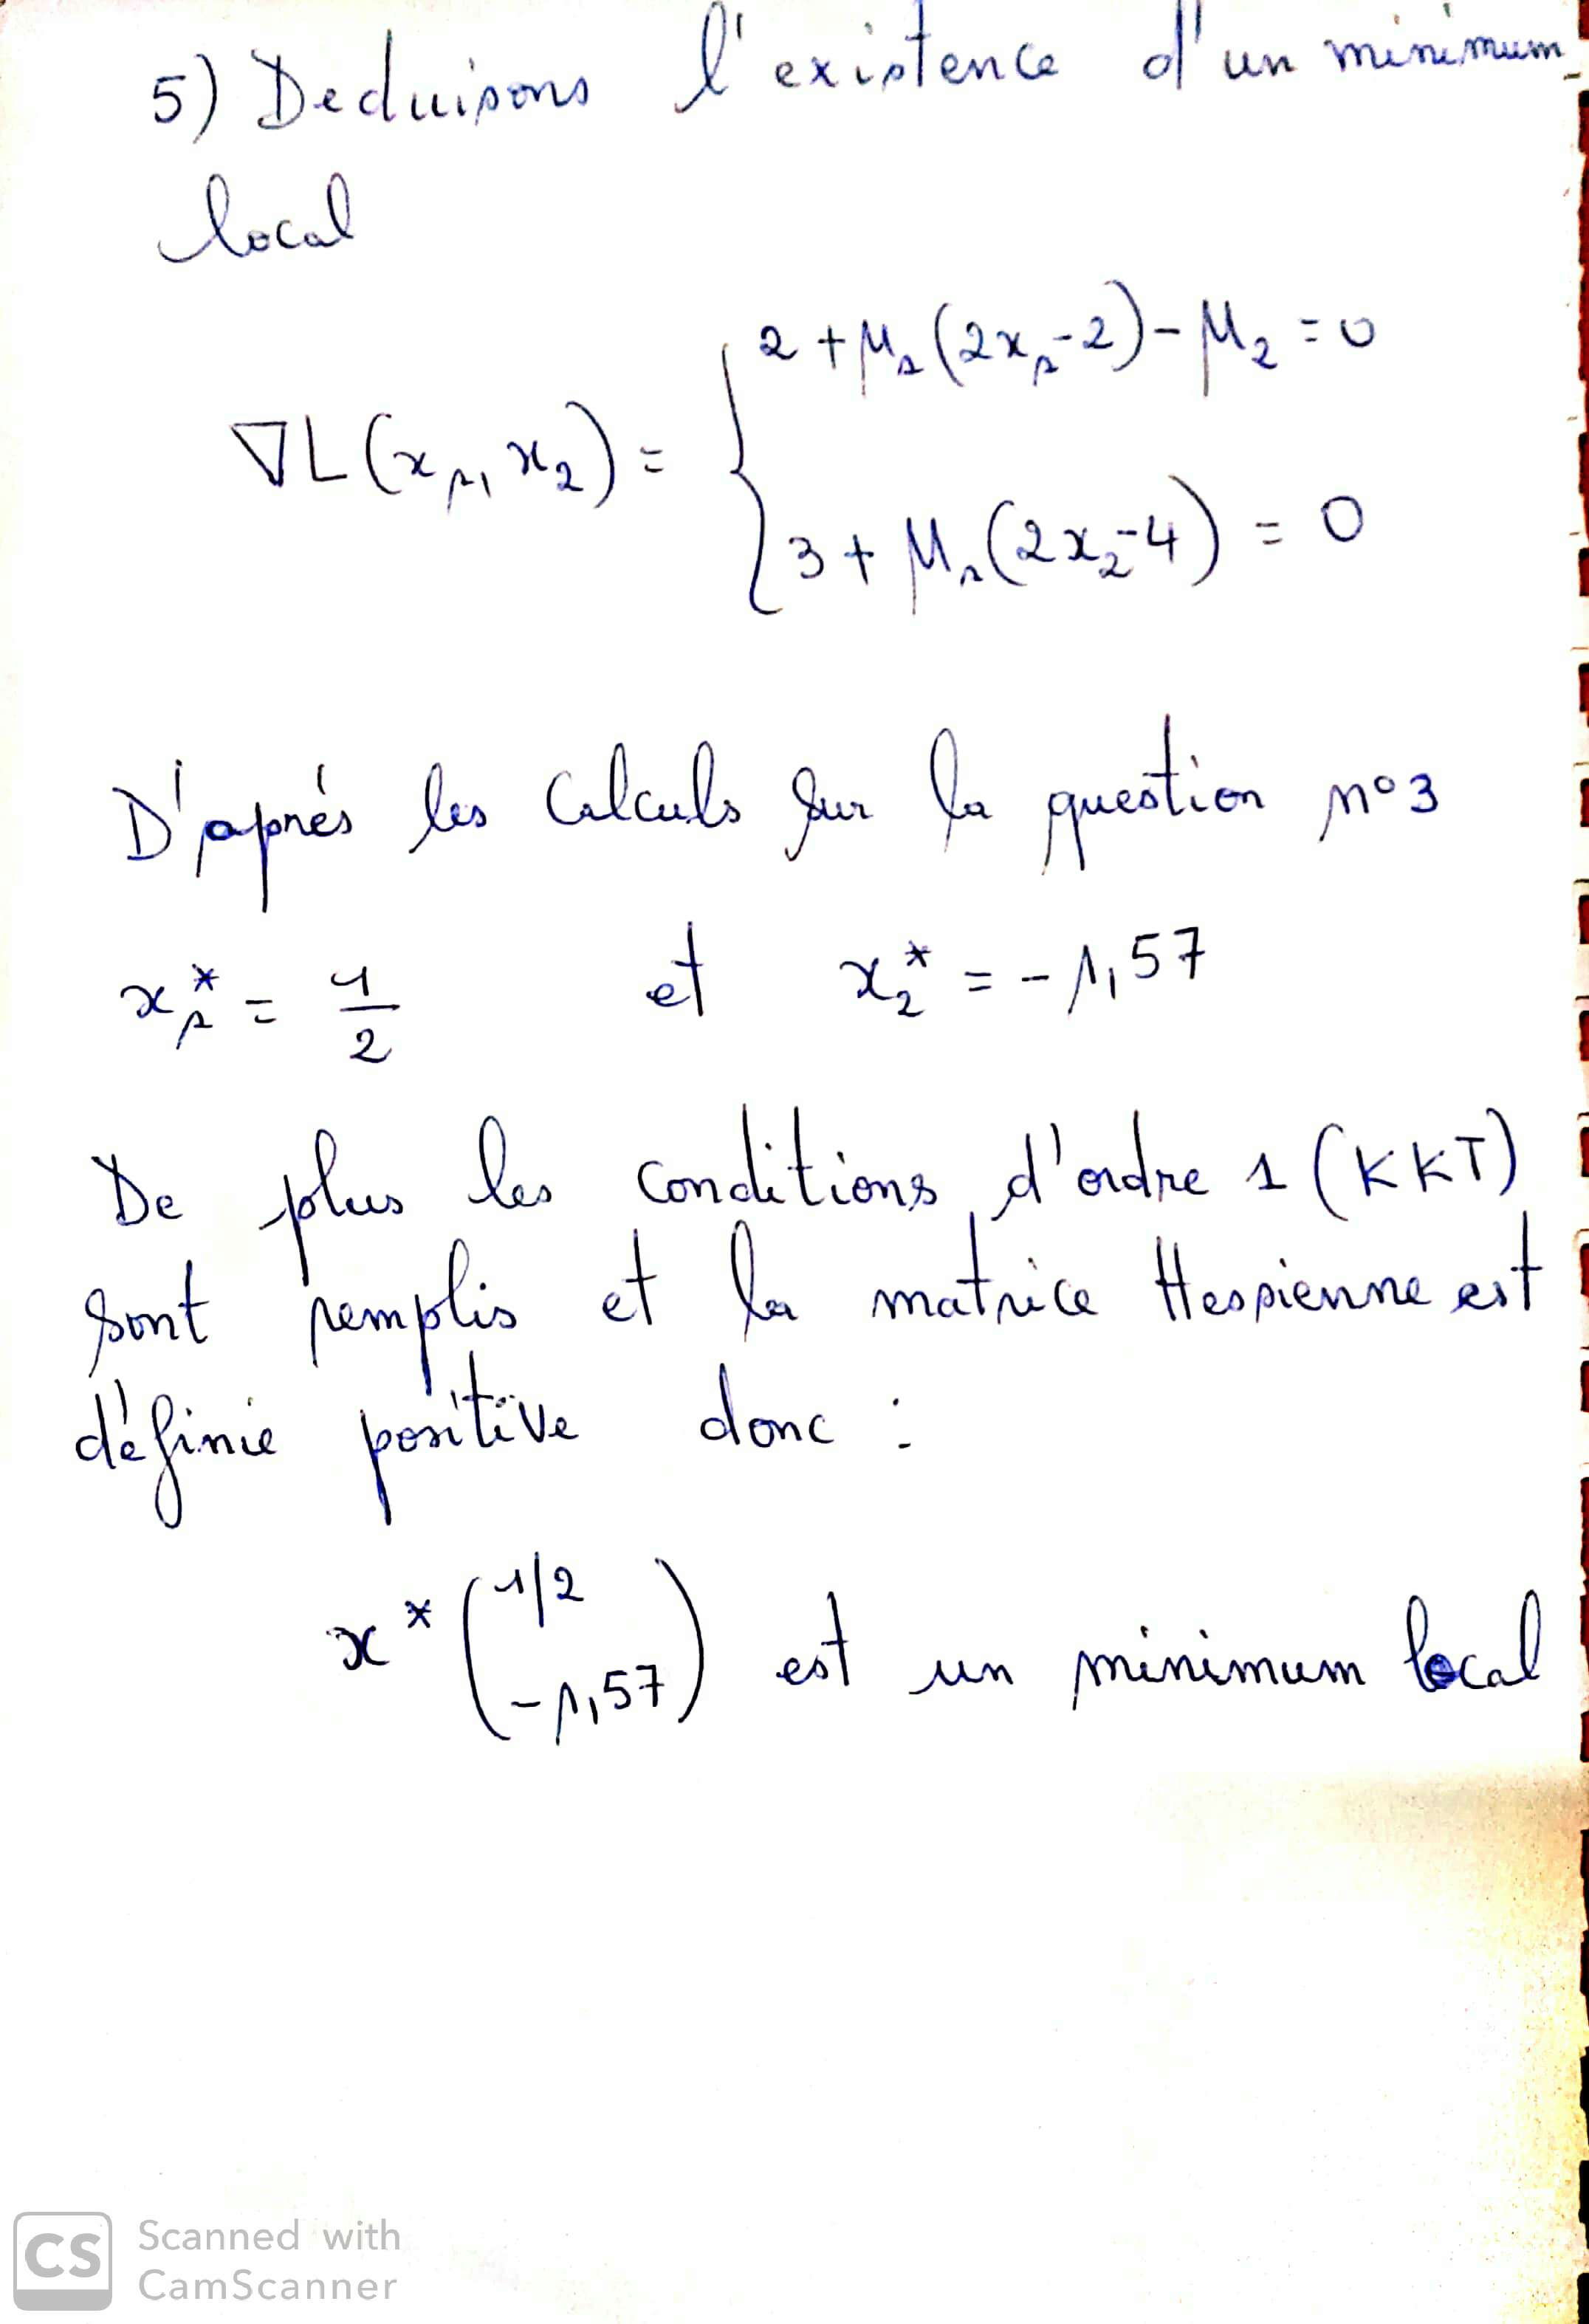 5) Deduisons l'existence d'un minimum
local
∇L(x₁, x₂) = { 2 + μ₁(2x₁-2) - μ₂ = 0
3 + μ₁(2x₂-4) = 0
D'aprés les calculs sur la question n°3
x₁* = 1/2 et x₂* = -1,57
De plus les conditions d'ordre 1 (KKT)
sont remplis et la matrice Hessienne est
définie positive donc :
x* (1/2
-1,57) est un minimum local
CS Scanned with
CamScanner